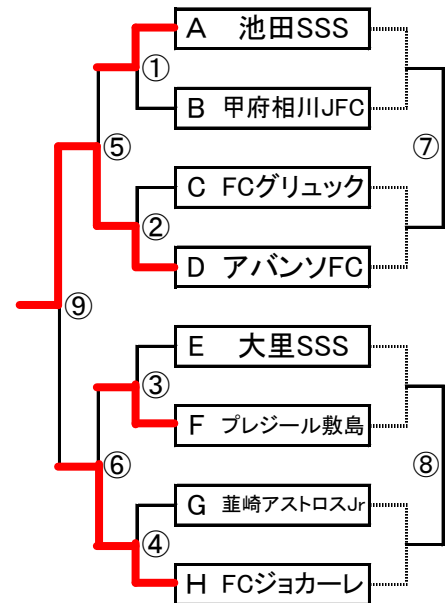 A 池田SSS
①
B 甲府相川JFC
⑤
⑦
C FCグリュック
②
D アバンソFC
⑨
E 大里SSS
③
F プレジール敷島
⑥
⑧
G 韮崎アストロスJr
④
H FCジョカーレ